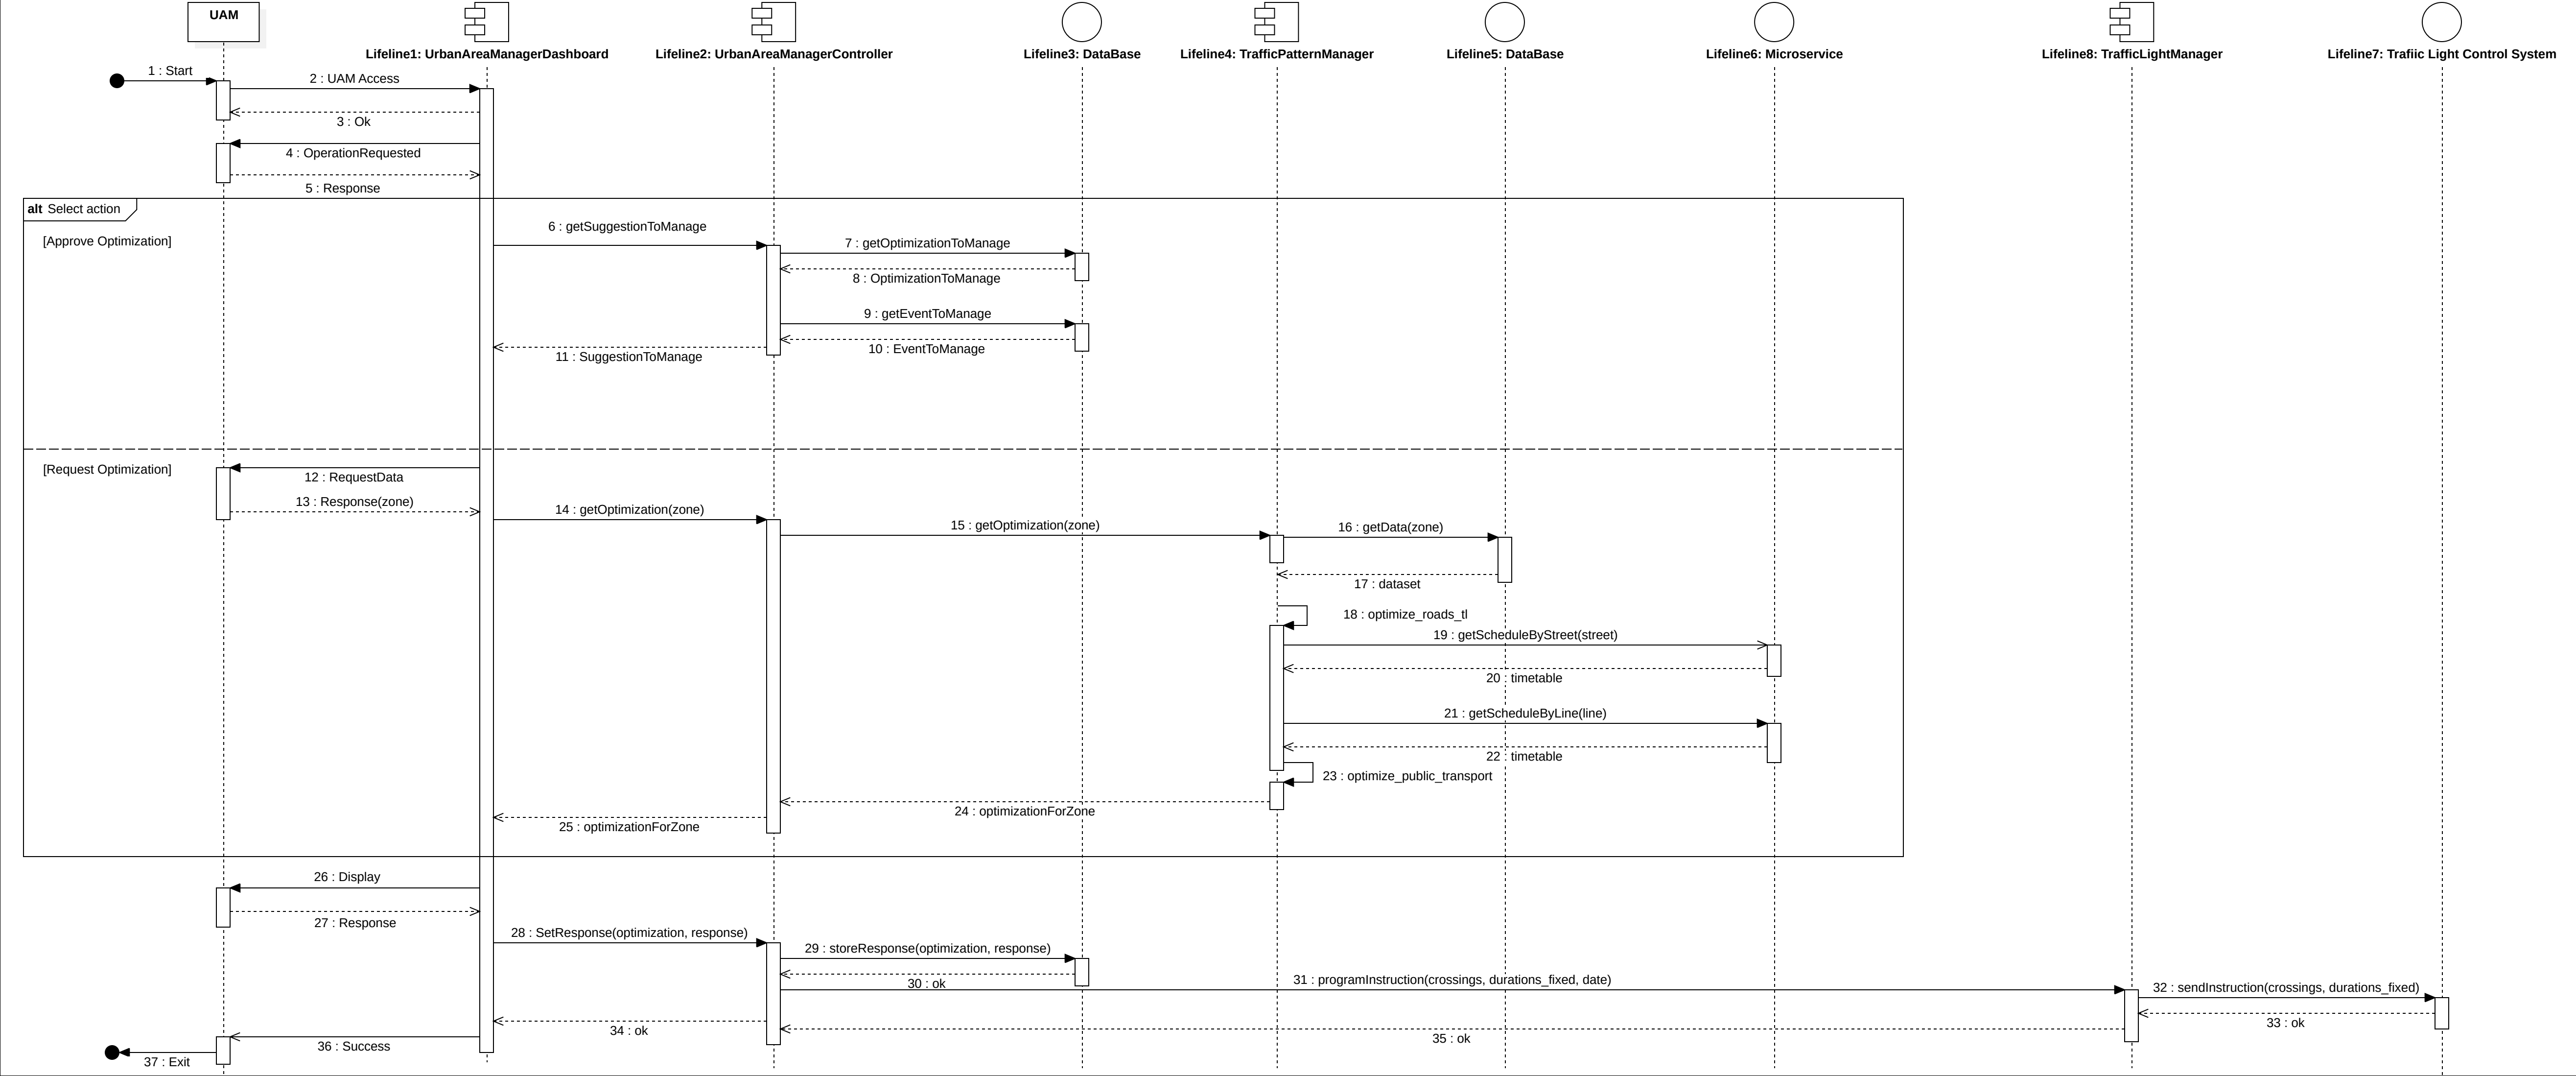 UAM
Lifeline1: UrbanAreaManagerDashboard
Lifeline2: UrbanAreaManagerController
Lifeline3: DataBase
Lifeline4: TrafficPatternManager
Lifeline5: DataBase
Lifeline6: Microservice
Lifeline8: TrafficLightManager
Lifeline7: Trafiic Light Control System
1 : Start
2 : UAM Access
3 : Ok
4 : OperationRequested
5 : Response
alt Select action
[Approve Optimization]
6 : getSuggestionToManage
7 : getOptimizationToManage
8 : OptimizationToManage
9 : getEventToManage
10 : EventToManage
11 : SuggestionToManage
[Request Optimization]
12 : RequestData
13 : Response(zone)
14 : getOptimization(zone)
15 : getOptimization(zone)
16 : getData(zone)
17 : dataset
18 : optimize_roads_tl
19 : getScheduleByStreet(street)
20 : timetable
21 : getScheduleByLine(line)
22 : timetable
23 : optimize_public_transport
24 : optimizationForZone
25 : optimizationForZone
26 : Display
27 : Response
28 : SetResponse(optimization, response)
29 : storeResponse(optimization, response)
30 : ok
31 : programInstruction(crossings, durations_fixed, date)
32 : sendInstruction(crossings, durations_fixed)
33 : ok
34 : ok
35 : ok
36 : Success
37 : Exit